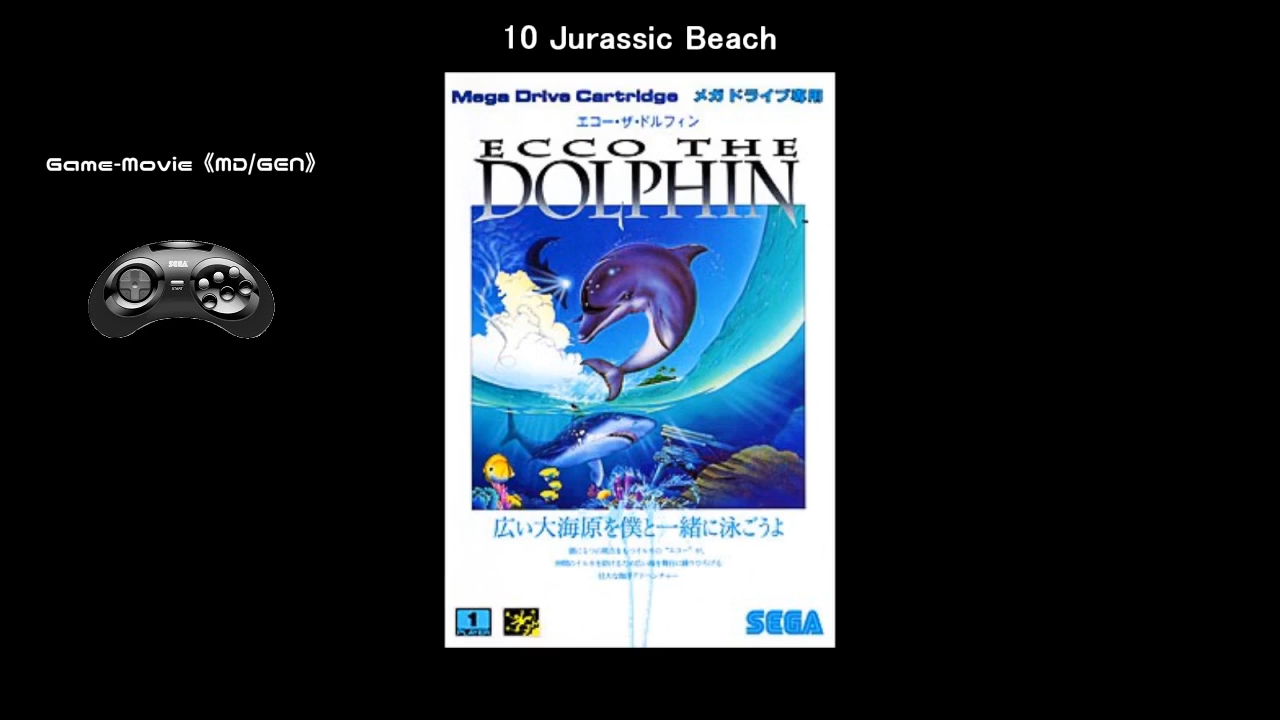 10 Jurassic Beach
Mega Drive Cartridge メガドライブ専用
エコー・ザ・ドルフィン
Game-Movie《MD/GEN》
ECCO THE
DOLPHIN
SEGA
START
広い大海原を僕と一緒に泳ごうよ
1
PLAYER
SEGA